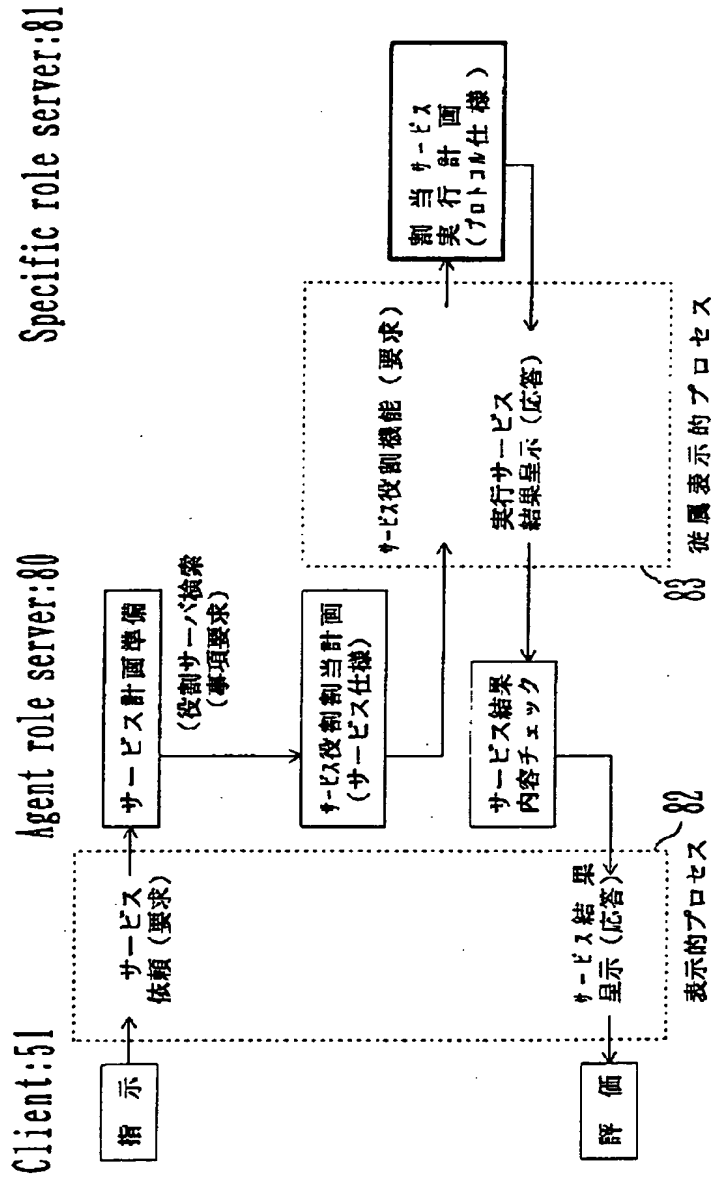 Client:51
Agent role server:80
Specific role server:81
指示
サービス
依頼(要求)
サービス計画準備
(役割サーバ検索
(事項要求)
サービス役割割当計画
(サービス仕様)
サービス役割機能(要求)
割当サービス
実行計画
(プロトコル仕様)
実行サービス
結果呈示(応答)
サービス結果
内容チェック
サービス結果
呈示(応答)
評価
82
表示的プロセス
83
従属表示的プロセス